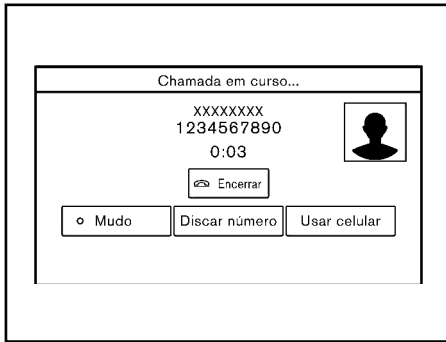 Chamada em curso...
XXXXXXXX
1234567890
0:03
Encerrar
Mudo Discar número Usar celular